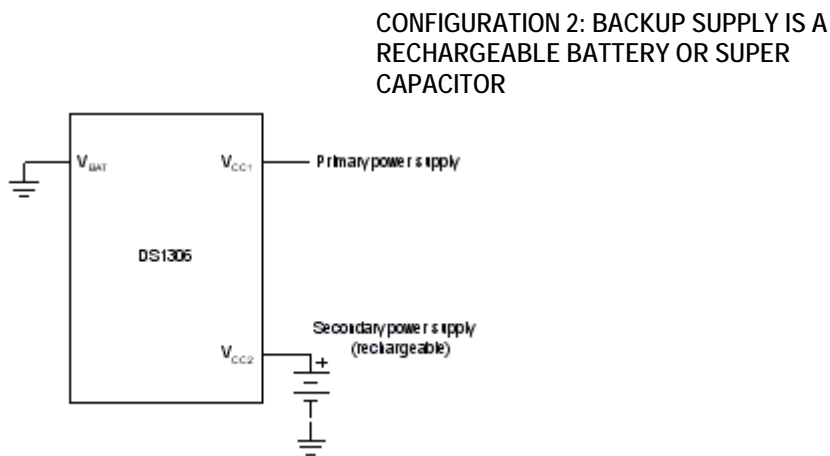 CONFIGURATION 2: BACKUP SUPPLY IS A
RECHARGEABLE BATTERY OR SUPER
CAPACITOR
VBAT
VCC1
Primary power supply
DS1306
Secondary power supply
(rechargeable)
VCC2
+